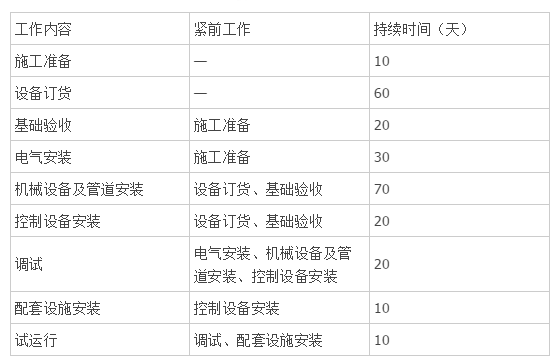 工作内容 紧前工作 持续时间（天）
施工准备 — 10
设备订货 — 60
基础验收 施工准备 20
电气安装 施工准备 30
机械设备及管道安装 设备订货、基础验收 70
控制设备安装 设备订货、基础验收 20
调试 电气安装、机械设备及管
道安装、控制设备安装 20
配套设施安装 控制设备安装 10
试运行 调试、配套设施安装 10